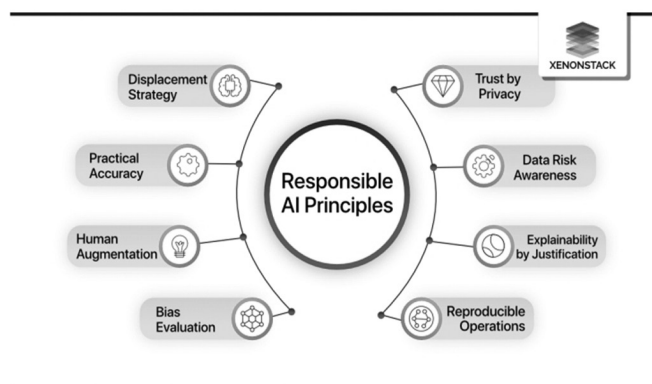 XENONSTACK
Displacement
Strategy
Practical
Accuracy
Human
Augmentation
Bias
Evaluation
Responsible
AI Principles
Trust by
Privacy
Data Risk
Awareness
Explainability
by Justification
Reproducible
Operations